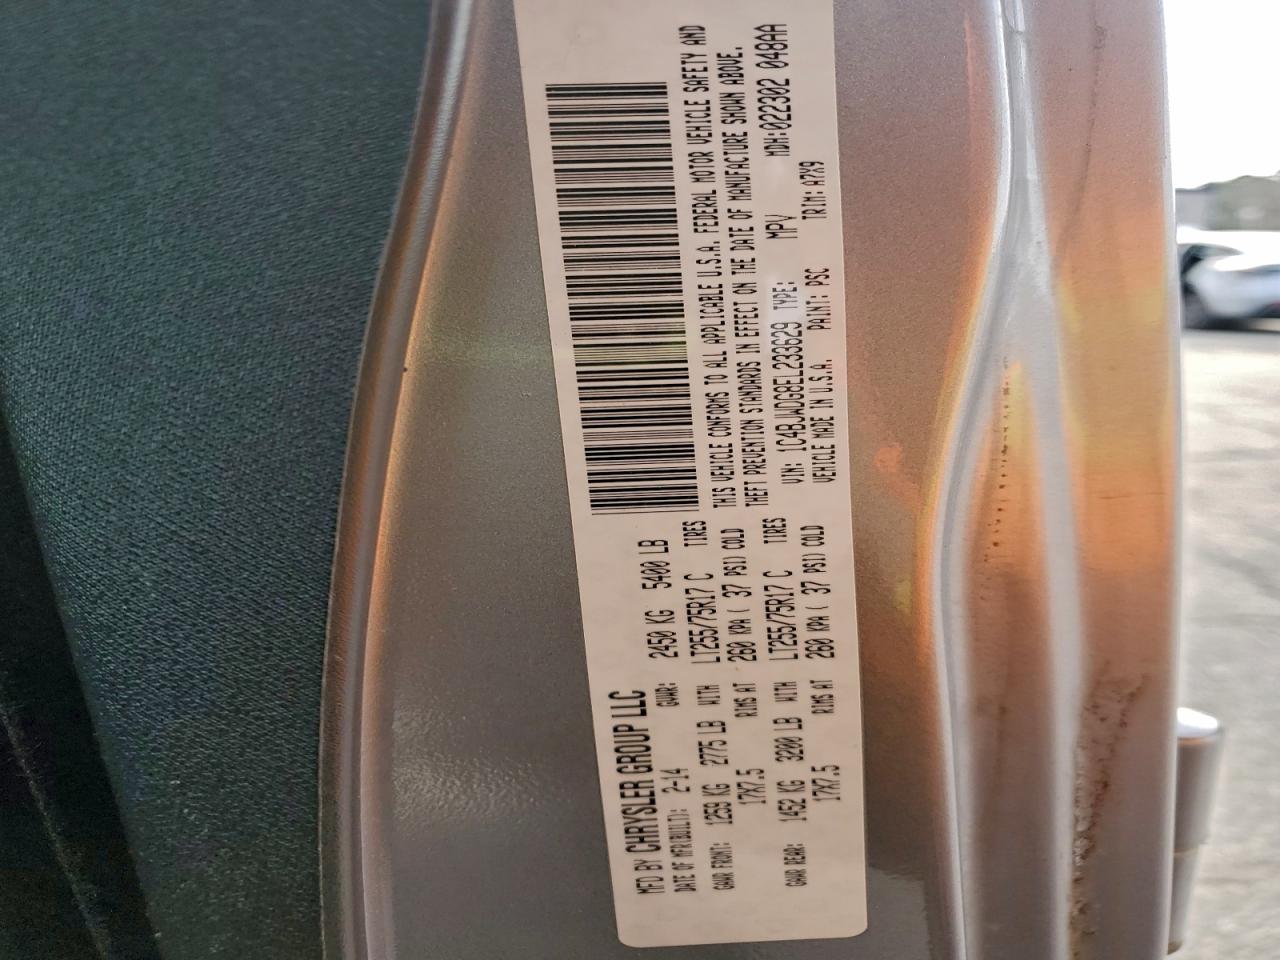 MFD BY CHRYSLER GROUP LLC
DATE OF MFR(BUILT): 2-14 GVWR: 2450 KG 5400 LB
GAWR FRONT: 1259 KG 2775 LB WITH LT255/75R17 C TIRES
17X7.5 RIMS AT 260 KPA ( 37 PSI) COLD
GAWR REAR: 1452 KG 3200 LB WITH LT255/75R17 C TIRES
17X7.5 RIMS AT 260 KPA ( 37 PSI) COLD
THIS VEHICLE CONFORMS TO ALL APPLICABLE U.S.A. FEDERAL MOTOR VEHICLE SAFETY AND
THEFT PREVENTION STANDARDS IN EFFECT ON THE DATE OF MANUFACTURE SHOWN ABOVE.
VIN: 1C4BJWDG8EL233629 TYPE: MPV MDH:022302 048AA
VEHICLE MADE IN U.S.A. PAINT: PSC TRIM: A7X9